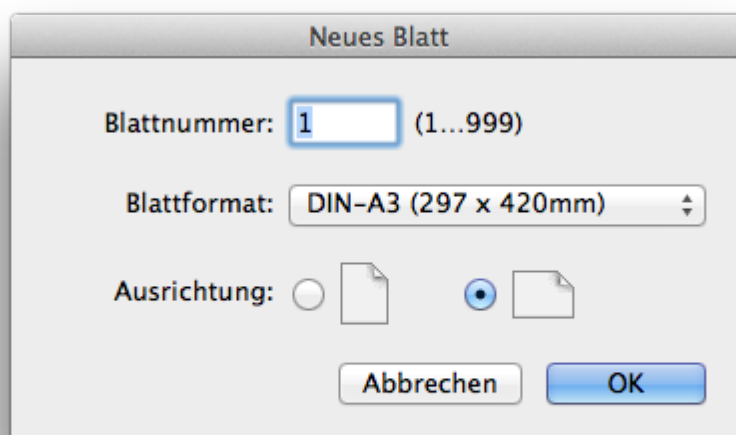 Neues Blatt
Blattnummer: 1 (1...999)
Blattformat: DIN-A3 (297 x 420mm)
Ausrichtung:
Abbrechen OK